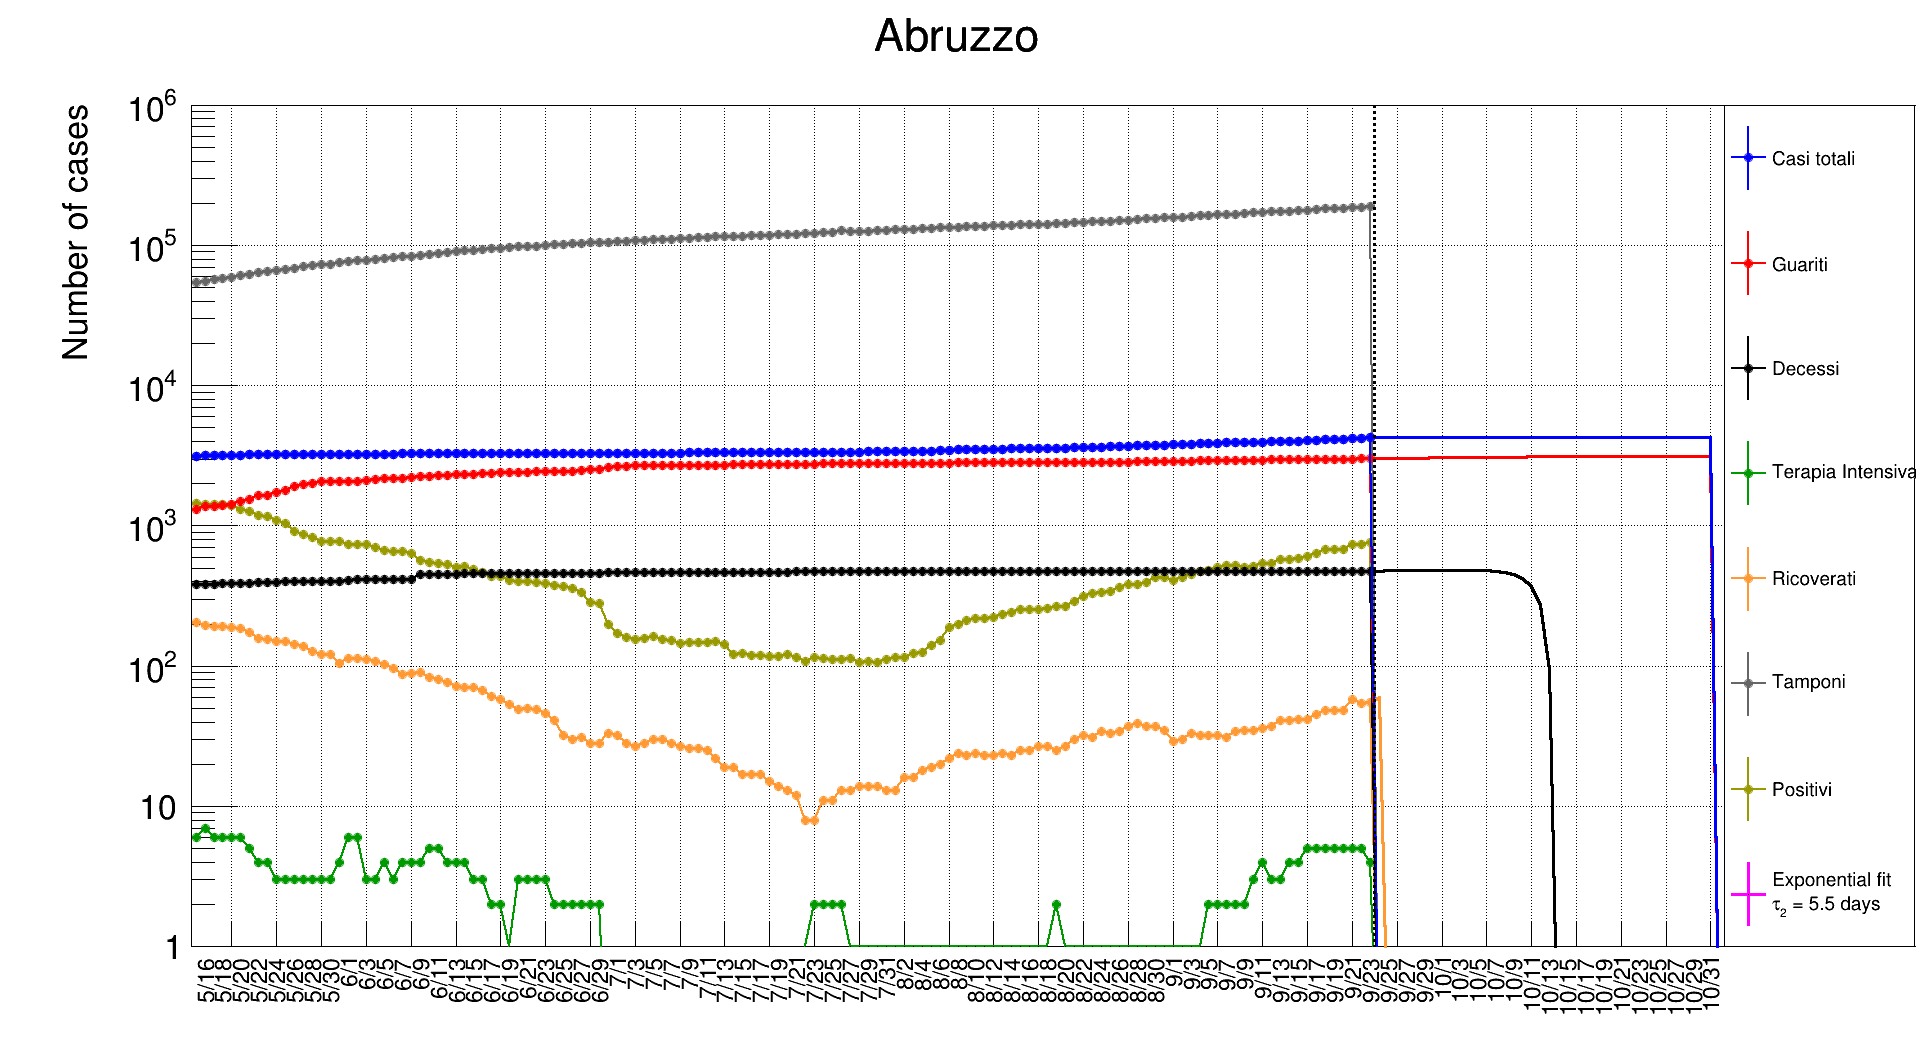 Abruzzo
Number of cases
10^6
10^5
10^4
10^3
10^2
10
1
5/16 5/18 5/20 5/22 5/24 5/26 5/28 5/30 6/1 6/3 6/5 6/7 6/9 6/11 6/13 6/15 6/17 6/19 6/21 6/23 6/25 6/27 6/29 7/1 7/3 7/5 7/7 7/9 7/11 7/13 7/15 7/17 7/19 7/21 7/23 7/25 7/27 7/29 7/31 8/2 8/4 8/6 8/8 8/10 8/12 8/14 8/16 8/18 8/20 8/22 8/24 8/26 8/28 8/30 9/1 9/3 9/5 9/7 9/9 9/11 9/13 9/15 9/17 9/19 9/21 9/23 9/25 9/27 9/29 10/1 10/3 10/5 10/7 10/9 10/11 10/13 10/15 10/17 10/19 10/21 10/23 10/25 10/27 10/29 10/31
Casi totali
Guariti
Decessi
Terapia Intensiva
Ricoverati
Tamponi
Positivi
Exponential fit
τ₂ = 5.5 days